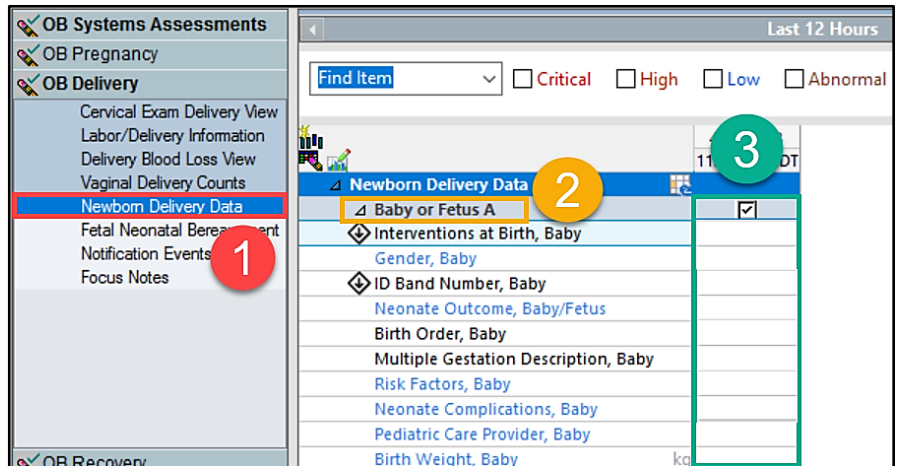 OB Systems Assessments
OB Pregnancy
OB Delivery
Cervical Exam Delivery View
Labor/Delivery Information
Delivery Blood Loss View
Vaginal Delivery Counts
Newborn Delivery Data
Fetal Neonatal
Notification Events
Focus Notes
OB Recovery
1
Last 12 Hours
Find Item
Critical
High
Low
Abnormal
3
11
DT
Newborn Delivery Data
2
Baby or Fetus A
Interventions at Birth, Baby
Gender, Baby
ID Band Number, Baby
Neonate Outcome, Baby/Fetus
Birth Order, Baby
Multiple Gestation Description, Baby
Risk Factors, Baby
Neonate Complications, Baby
Pediatric Care Provider, Baby
Birth Weight, Baby kg